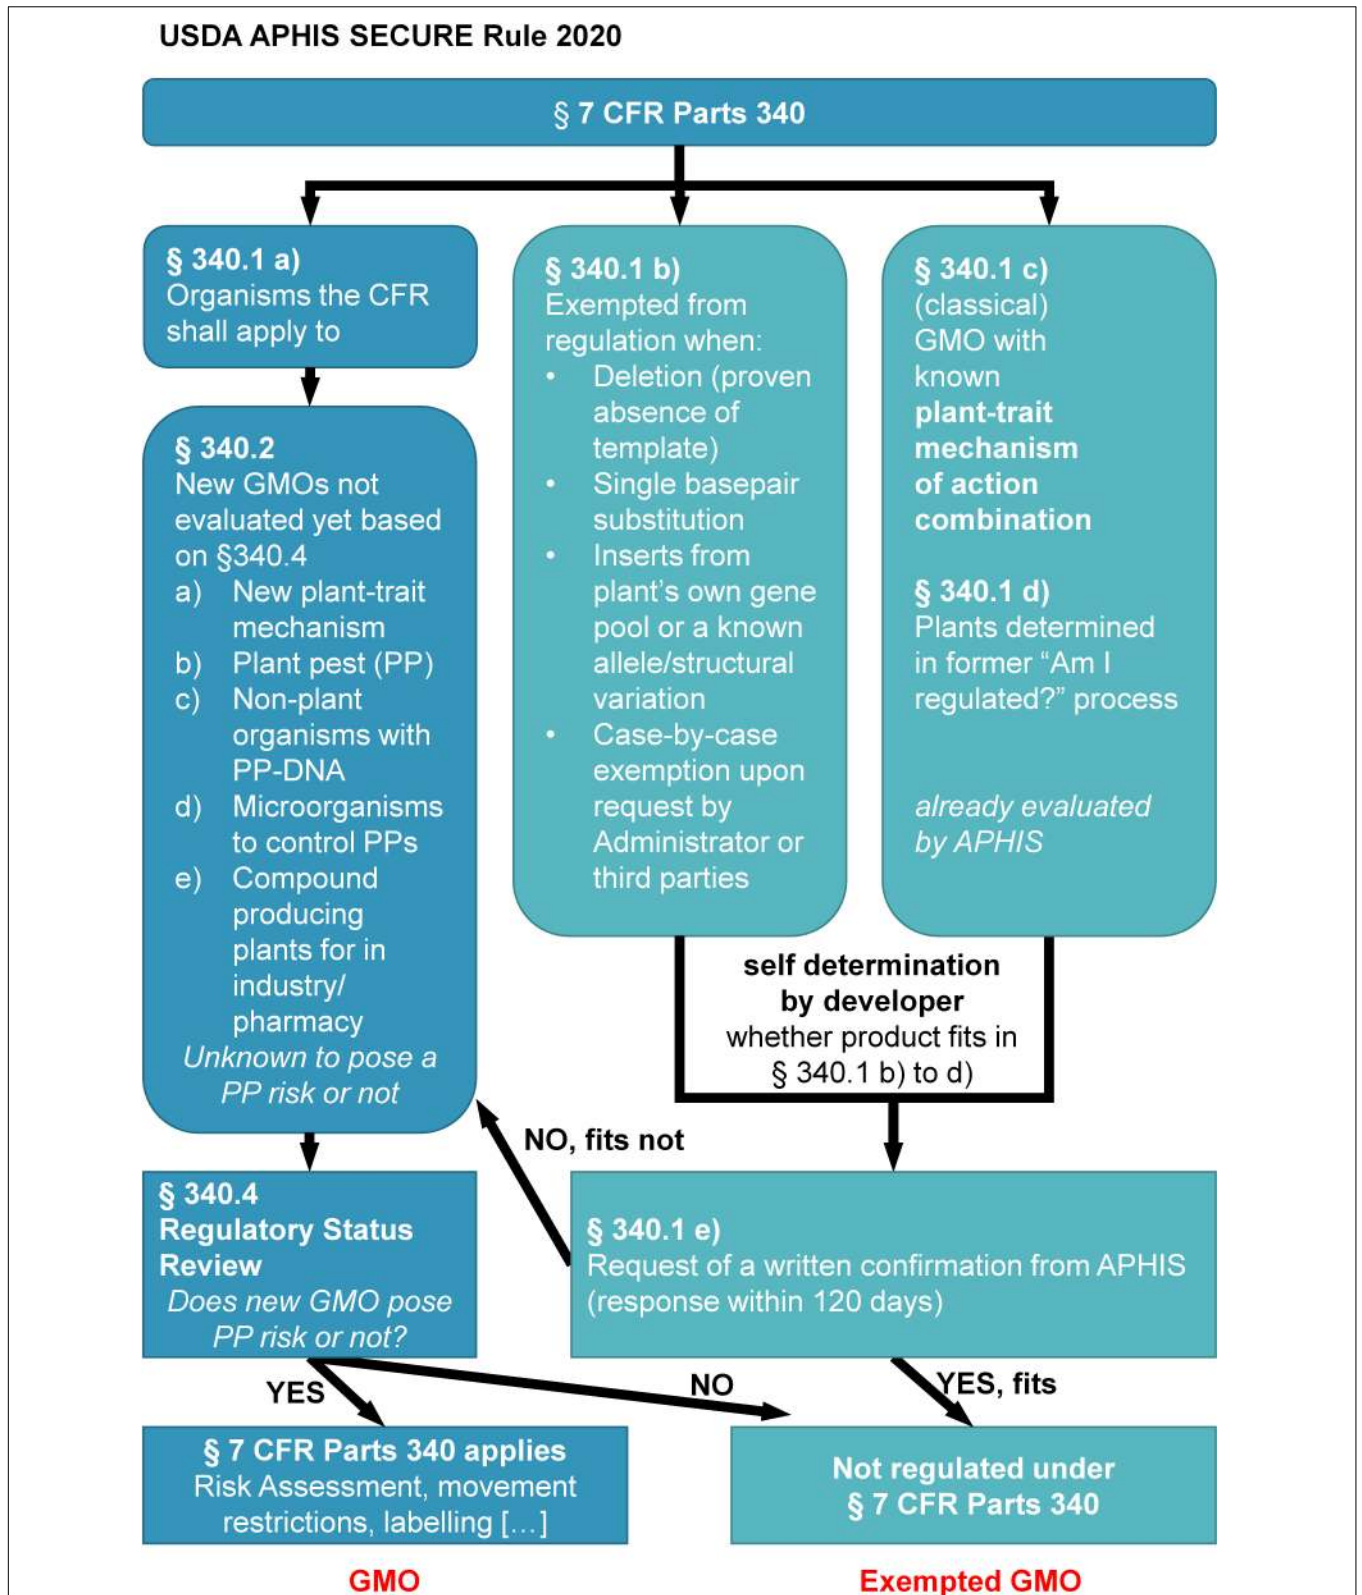 USDA APHIS SECURE Rule 2020
§ 7 CFR Parts 340
§ 340.1 a)
Organisms the CFR
shall apply to
§ 340.2
New GMOs not
evaluated yet based
on §340.4
a) New plant-trait
mechanism
b) Plant pest (PP)
c) Non-plant
organisms with
PP-DNA
d) Microorganisms
to control PPs
e) Compound
producing
plants for in
industry/
pharmacy
Unknown to pose a
PP risk or not
§ 340.1 b)
Exempted from
regulation when:
• Deletion (proven
absence of
template)
• Single basepair
substitution
• Inserts from
plant's own gene
pool or a known
allele/structural
variation
• Case-by-case
exemption upon
request by
Administrator or
third parties
§ 340.1 c)
(classical)
GMO with
known
plant-trait
mechanism
of action
combination
§ 340.1 d)
Plants determined
in former “Am I
regulated?” process
already evaluated
by APHIS
self determination
by developer
whether product fits in
§ 340.1 b) to d)
NO, fits not
§ 340.4
Regulatory Status
Review
Does new GMO pose
PP risk or not?
§ 340.1 e)
Request of a written confirmation from APHIS
(response within 120 days)
YES
NO
YES, fits
§ 7 CFR Parts 340 applies
Risk Assessment, movement
restrictions, labelling […]
Not regulated under
§ 7 CFR Parts 340
GMO
Exempted GMO